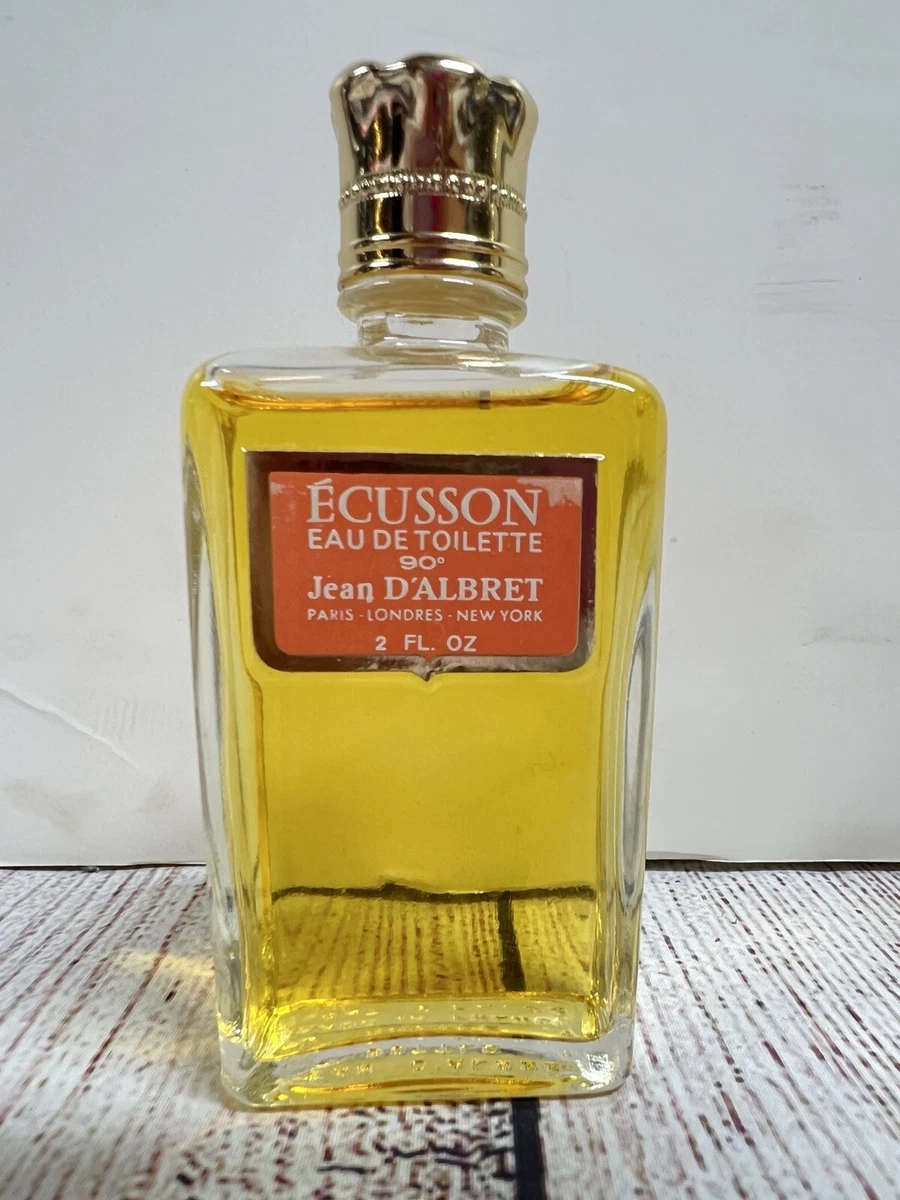 ÉCUSSON
EAU DE TOILETTE
90°
Jean D'ALBRET
PARIS - LONDRES - NEW YORK
2 FL. OZ